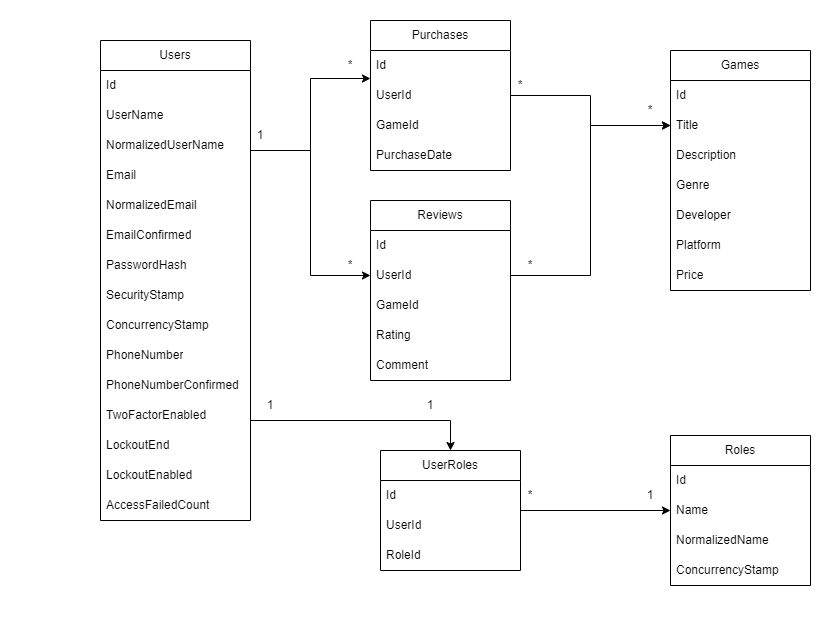 Users
Id
UserName
NormalizedUserName
Email
NormalizedEmail
EmailConfirmed
PasswordHash
SecurityStamp
ConcurrencyStamp
PhoneNumber
PhoneNumberConfirmed
TwoFactorEnabled
LockoutEnd
LockoutEnabled
AccessFailedCount
1
*
*
Purchases
Id
UserId
GameId
PurchaseDate
*
Reviews
Id
UserId
GameId
Rating
Comment
*
*
Games
Id
Title
Description
Genre
Developer
Platform
Price
1
1
UserRoles
Id
UserId
RoleId
*
1
Roles
Id
Name
NormalizedName
ConcurrencyStamp